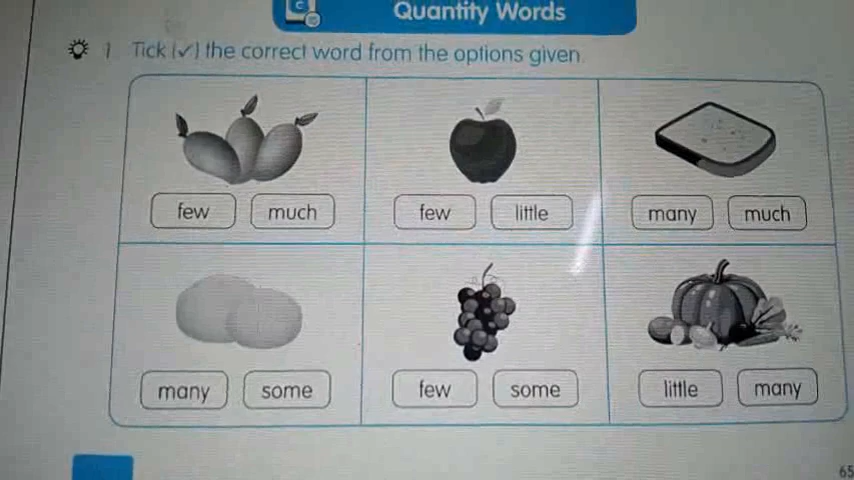 C
Quantity Words
1 Tick (✓) the correct word from the options given.
few much few little many much
many some few some little many
65